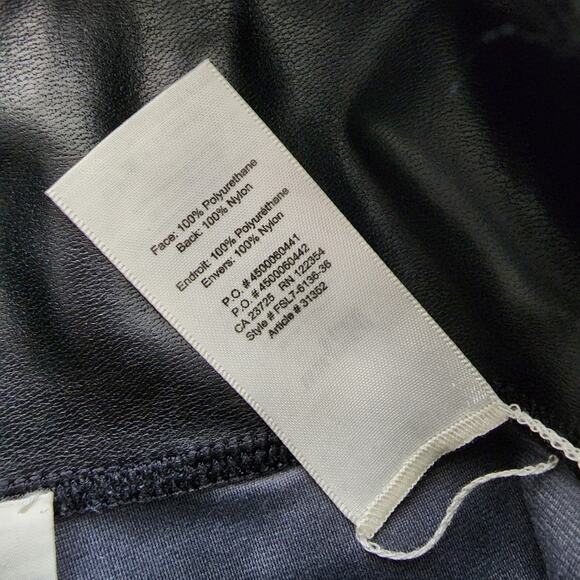 Face: 100% Polyurethane
Back: 100% Nylon
Endroit: 100% Polyuréthane
Envers: 100% Nylon
P.O. # 4500060441
P.O. # 4500060442
CA 23725 RN 122354
Style # FSL7-6136-36
Article # 31352